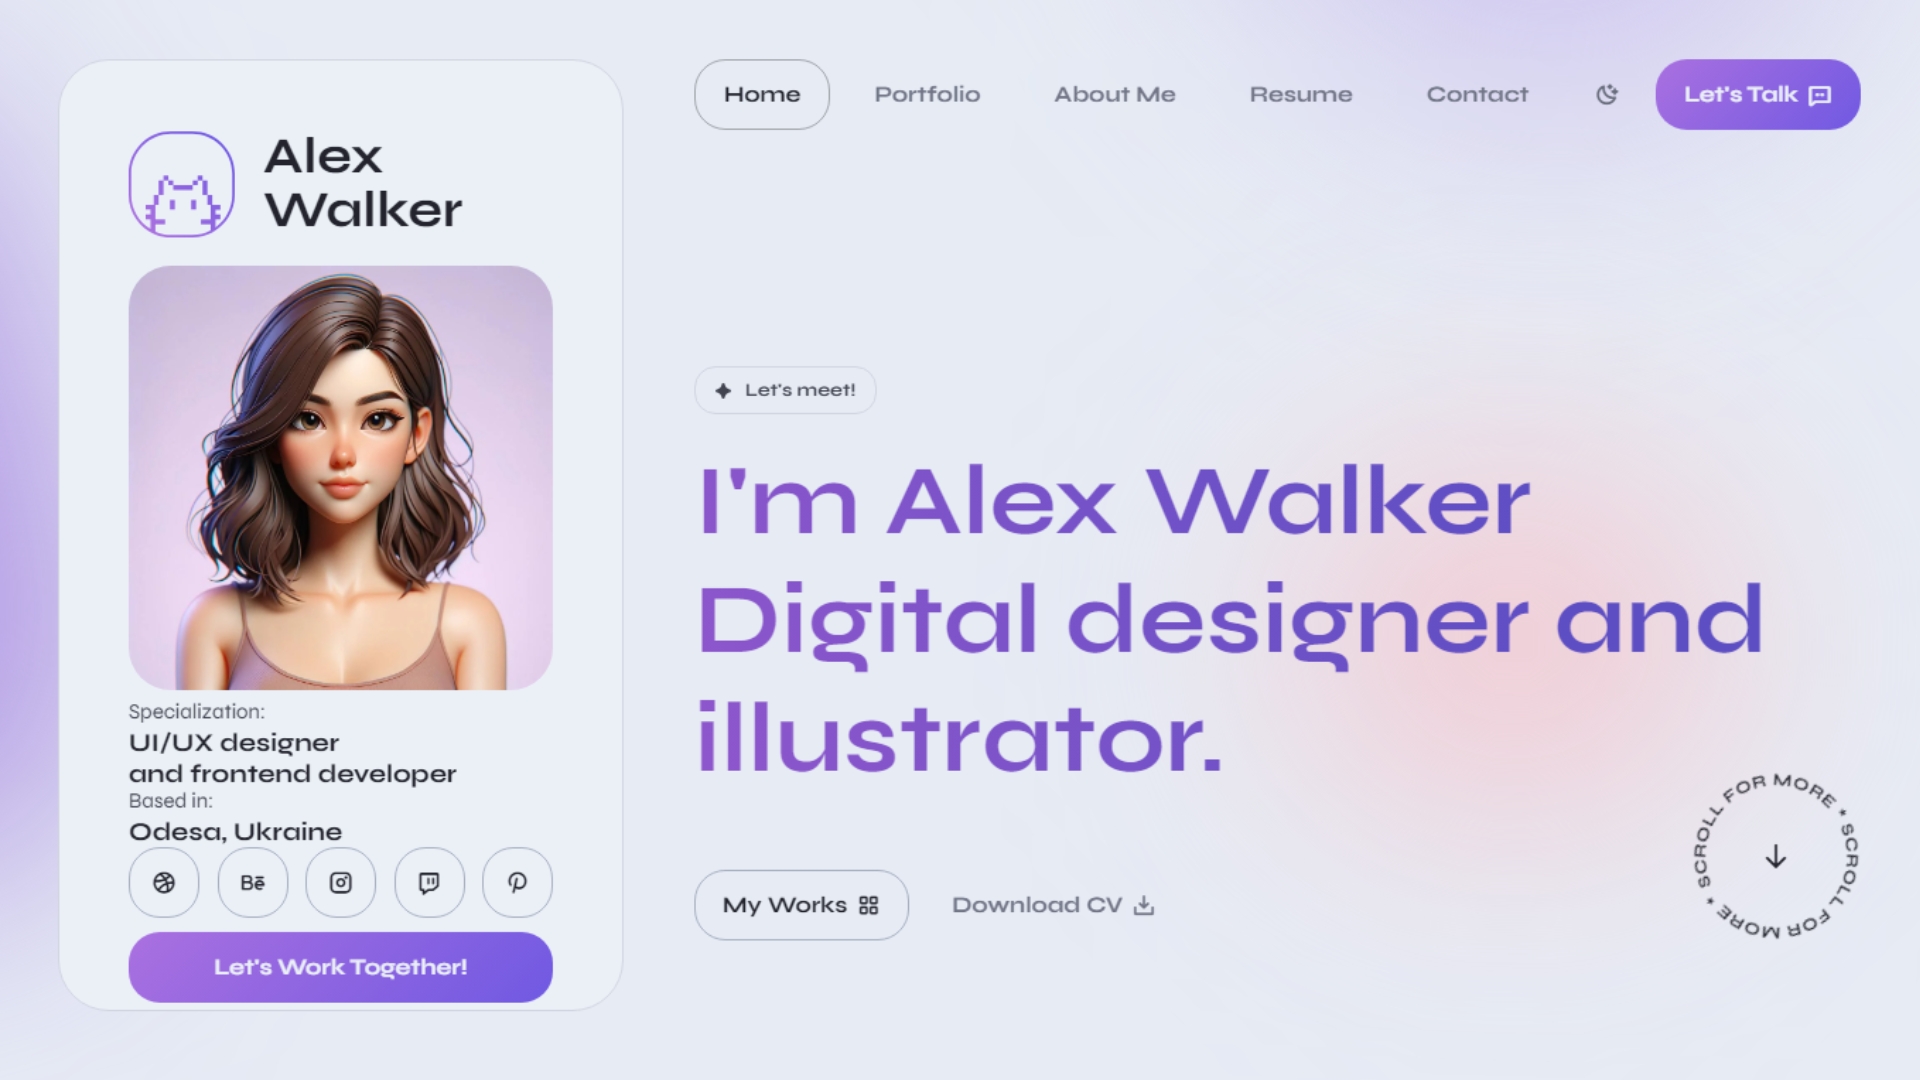 Alex
Walker
Specialization:
UI/UX designer
and frontend developer
Based in:
Odesa, Ukraine
Bē
Let's Work Together!
Home
Portfolio
About Me
Resume
Contact
Let's Talk
Let's meet!
I'm Alex Walker
Digital designer and
illustrator.
My Works
Download CV
SCROLL FOR MORE * SCROLL FOR MORE *